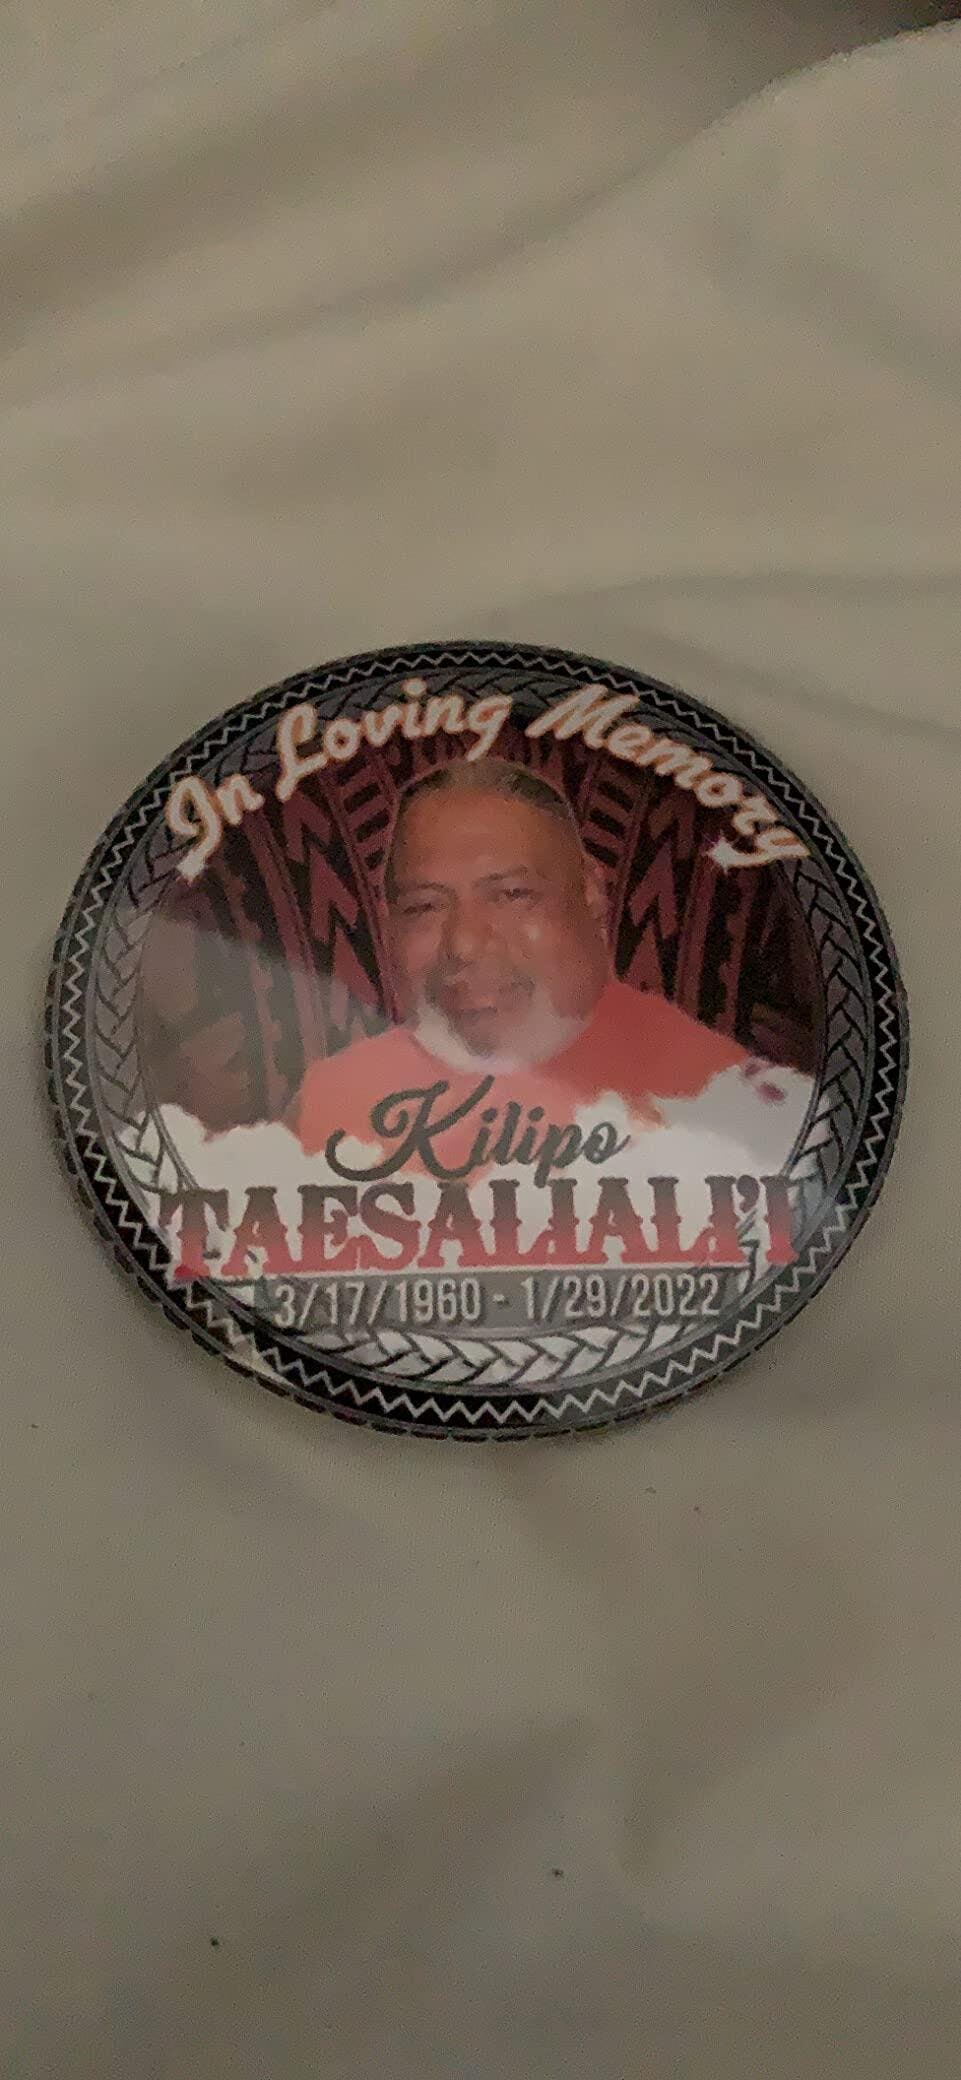 In Loving Memory
Kilipo
TAESALIALI'I
3/17/1960 - 1/29/2022